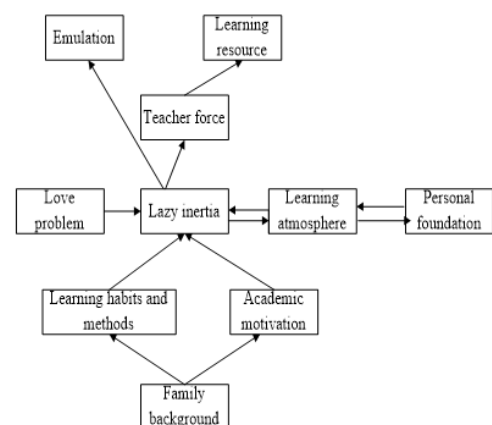 Emulation
Learning
resource
Teacher force
Love
problem
Lazy inertia
Learning
atmosphere
Personal
foundation
Learning habits and
methods
Academic
motivation
Family
background